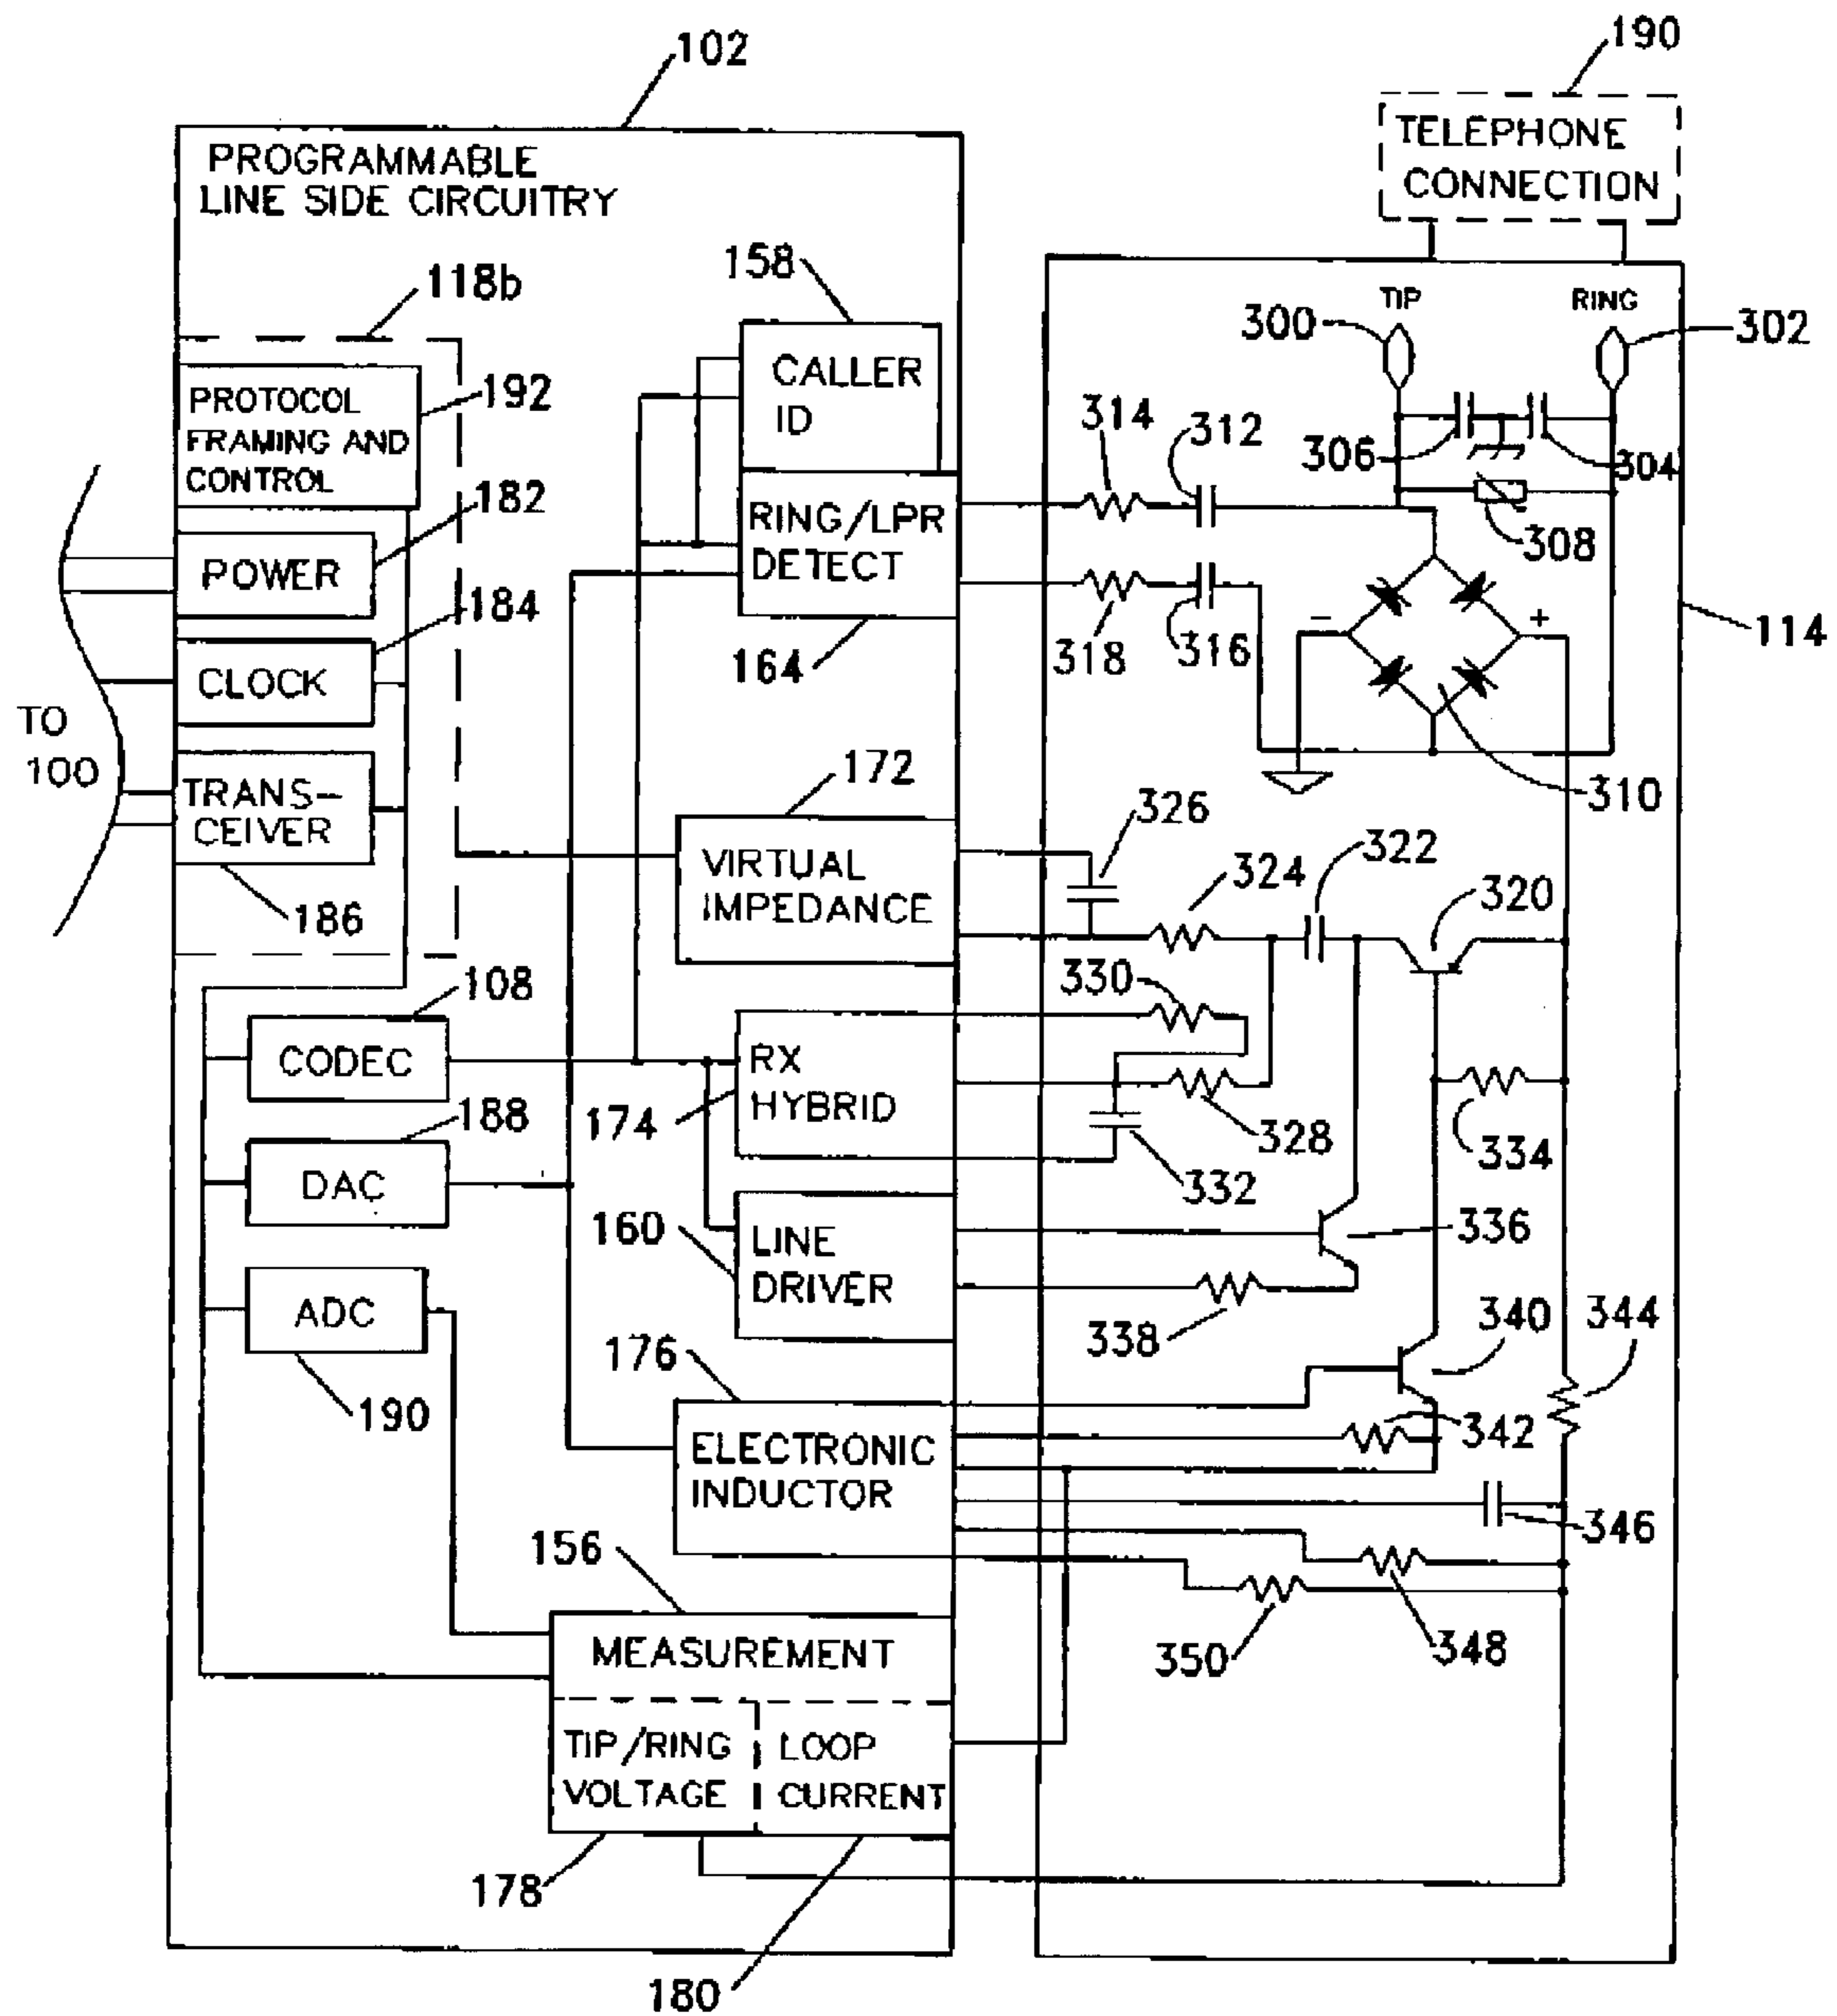 102
190
TELEPHONE
CONNECTION
PROGRAMMABLE
LINE SIDE CIRCUITRY
118b
158
TIP
RING
300
302
PROTOCOL
FRAMING AND
CONTROL
192
CALLER
ID
314
312
306
304
182
POWER
RING/LPR
DETECT
308
184
CLOCK
164
318
316
-
+
114
TO
100
TRANS-
CEIVER
186
172
VIRTUAL
IMPEDANCE
326
310
324
322
320
108
CODEC
330
RX
HYBRID
174
328
334
188
DAC
332
160
LINE
DRIVER
336
ADC
190
338
340
344
176
ELECTRONIC
INDUCTOR
342
346
156
MEASUREMENT
350
348
TIP/RING
VOLTAGE
LOOP
CURRENT
178
180